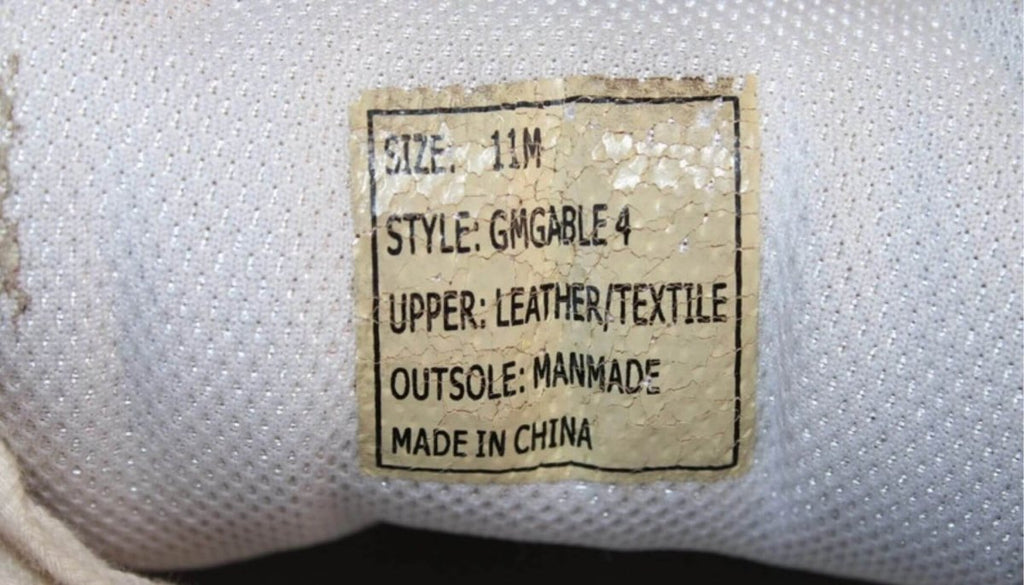 SIZE: 11M
STYLE: GMGABLE 4
UPPER: LEATHER/TEXTILE
OUTSOLE: MANMADE
MADE IN CHINA